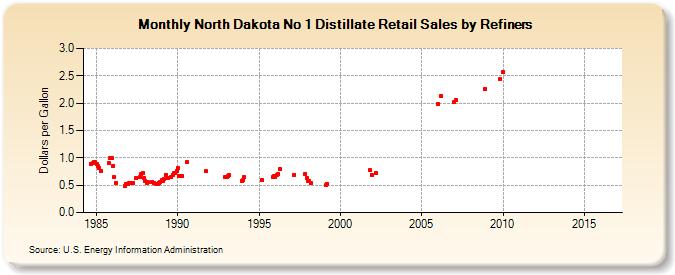 Monthly North Dakota No 1 Distillate Retail Sales by Refiners
Dollars per Gallon
3.0
2.5
2.0
1.5
1.0
0.5
0.0
1985 1990 1995 2000 2005 2010 2015
Source: U.S. Energy Information Administration